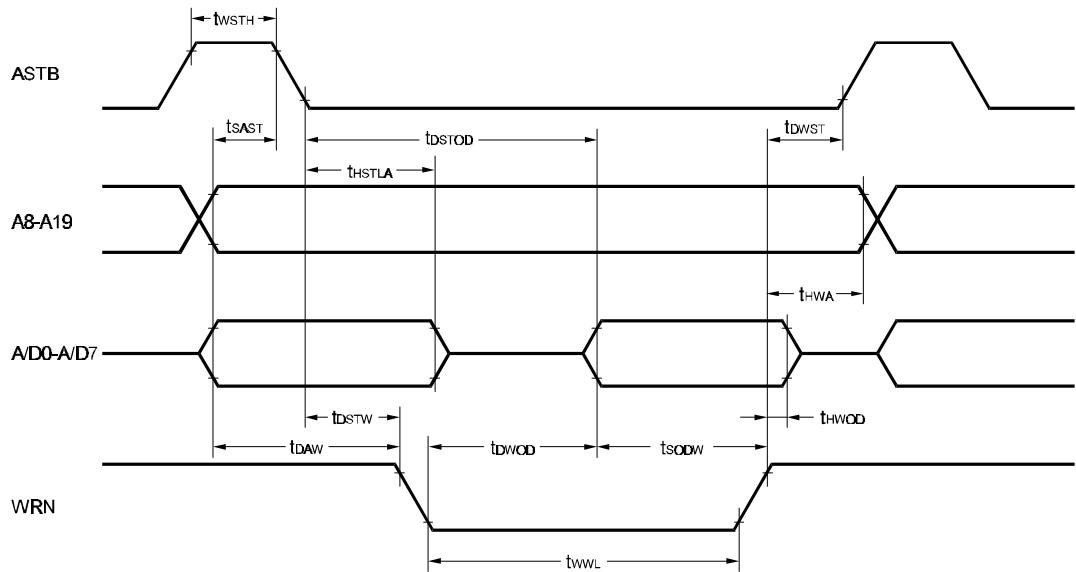 tWSTH
ASTB
tSAST
tDSTOD
tDWST
tHSTLA
A8-A19
tHWA
A/D0-A/D7
tDSTW
tHWOD
tDAW
tDWOD
tSODW
WRN
tWWL